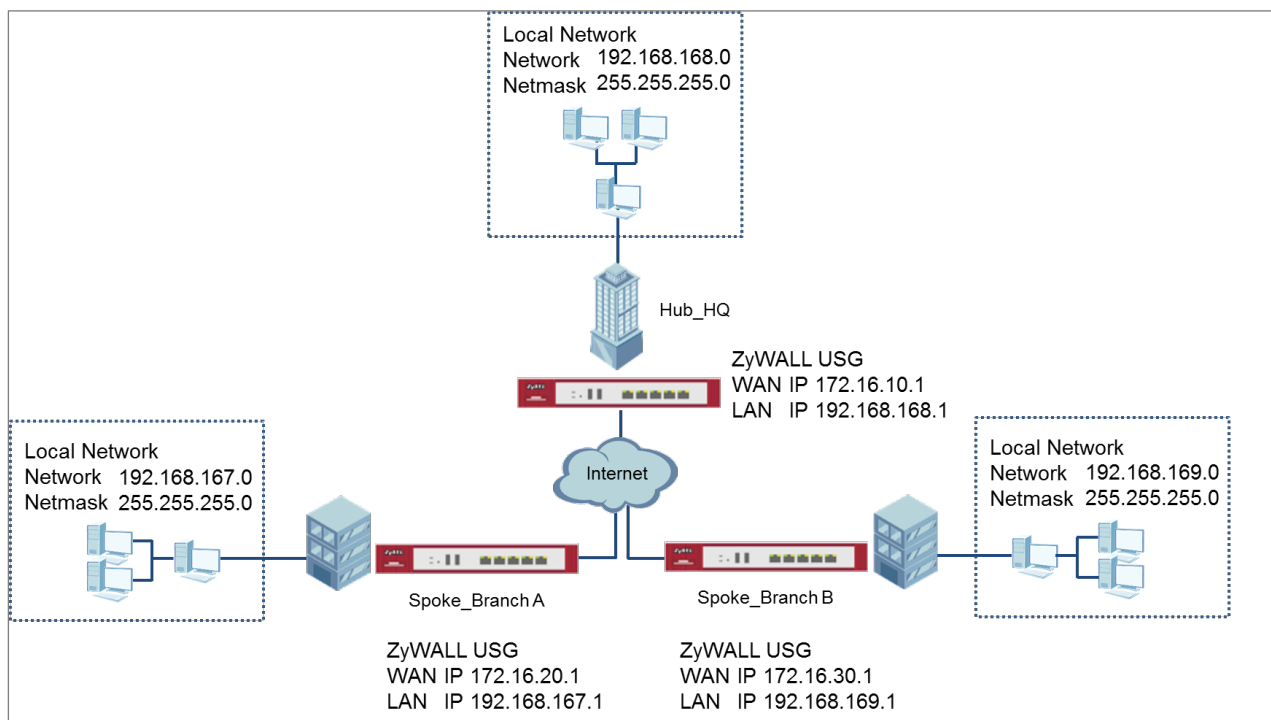 Local Network
Network 192.168.168.0
Netmask 255.255.255.0
Hub_HQ
ZyWALL USG
WAN IP 172.16.10.1
LAN IP 192.168.168.1
Local Network
Network 192.168.167.0
Netmask 255.255.255.0
Internet
Local Network
Network 192.168.169.0
Netmask 255.255.255.0
Spoke_Branch A
Spoke_Branch B
ZyWALL USG
WAN IP 172.16.20.1
LAN IP 192.168.167.1
ZyWALL USG
WAN IP 172.16.30.1
LAN IP 192.168.169.1